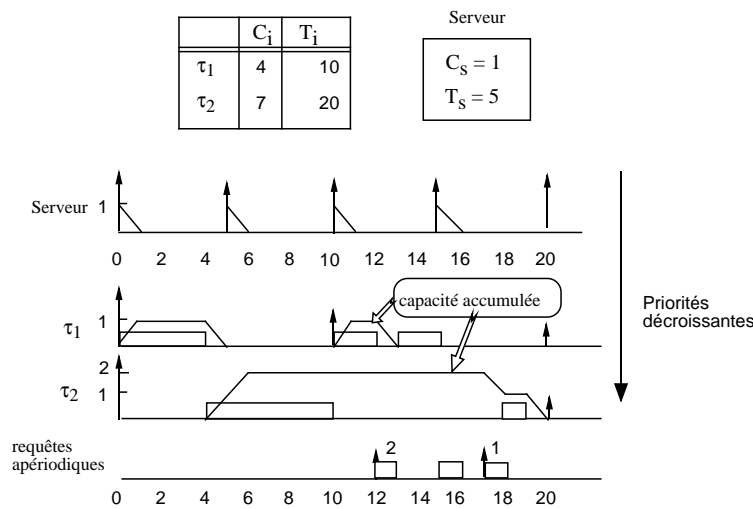 Serveur
C_i T_i
τ1 4 10
τ2 7 20
C_s = 1
T_s = 5
Serveur 1
0 2 4 6 8 10 12 14 16 18 20
capacité accumulée
τ1 1
Priorités
décroissantes
τ2 2
1
requêtes
apériodiques
2 1
0 2 4 6 8 10 12 14 16 18 20